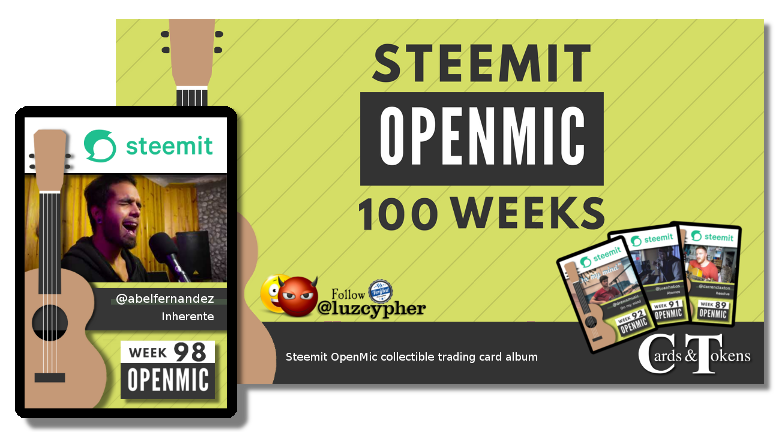 STEEMIT
OPENMIC
100 WEEKS
steemit
@abelfernandez
Inherente
WEEK 98
OPENMIC
Follow
@luzcypher
Steemit OpenMic collectible trading card album
steemit
WEEK 92
OPENMIC
steemit
WEEK 91
OPENMIC
steemit
WEEK 89
OPENMIC
Cards & Tokens